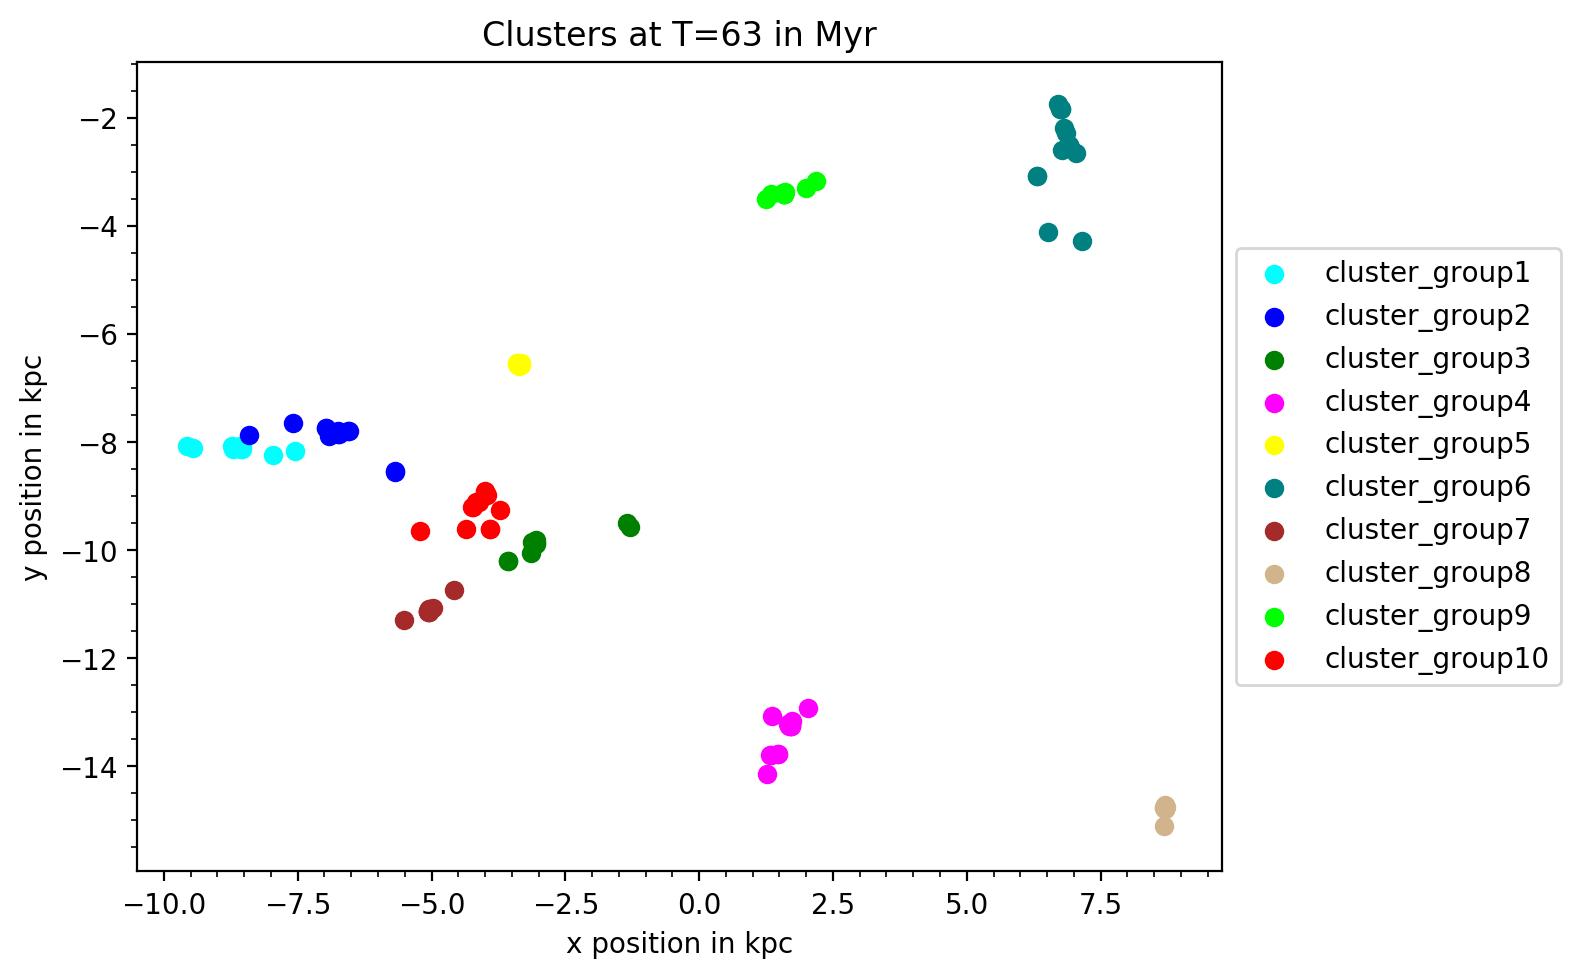 Clusters at T=63 in Myr
y position in kpc
−2
−4
−6
−8
−10
−12
−14
−10.0 −7.5 −5.0 −2.5 0.0 2.5 5.0 7.5
x position in kpc
cluster_group1
cluster_group2
cluster_group3
cluster_group4
cluster_group5
cluster_group6
cluster_group7
cluster_group8
cluster_group9
cluster_group10